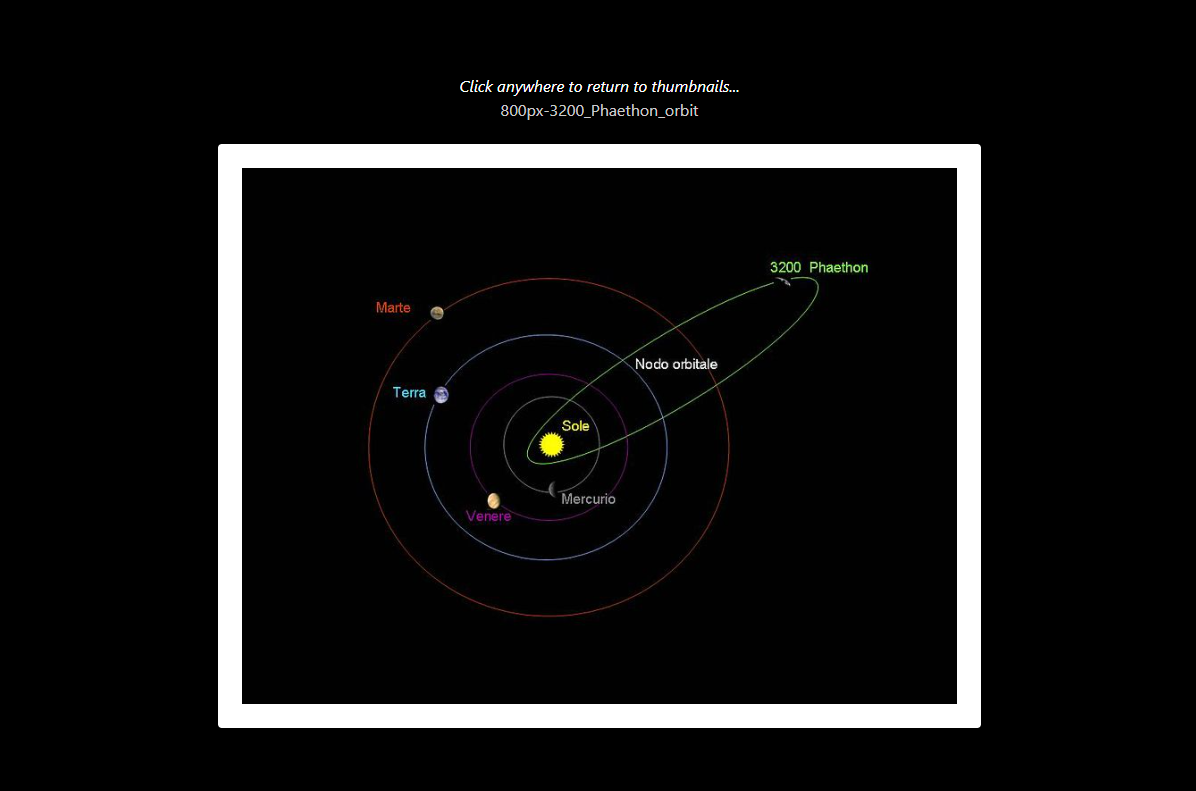 Click anywhere to return to thumbnails...
800px-3200_Phaethon_orbit
3200 Phaethon
Marte
Nodo orbitale
Terra
Sole
Mercurio
Venere